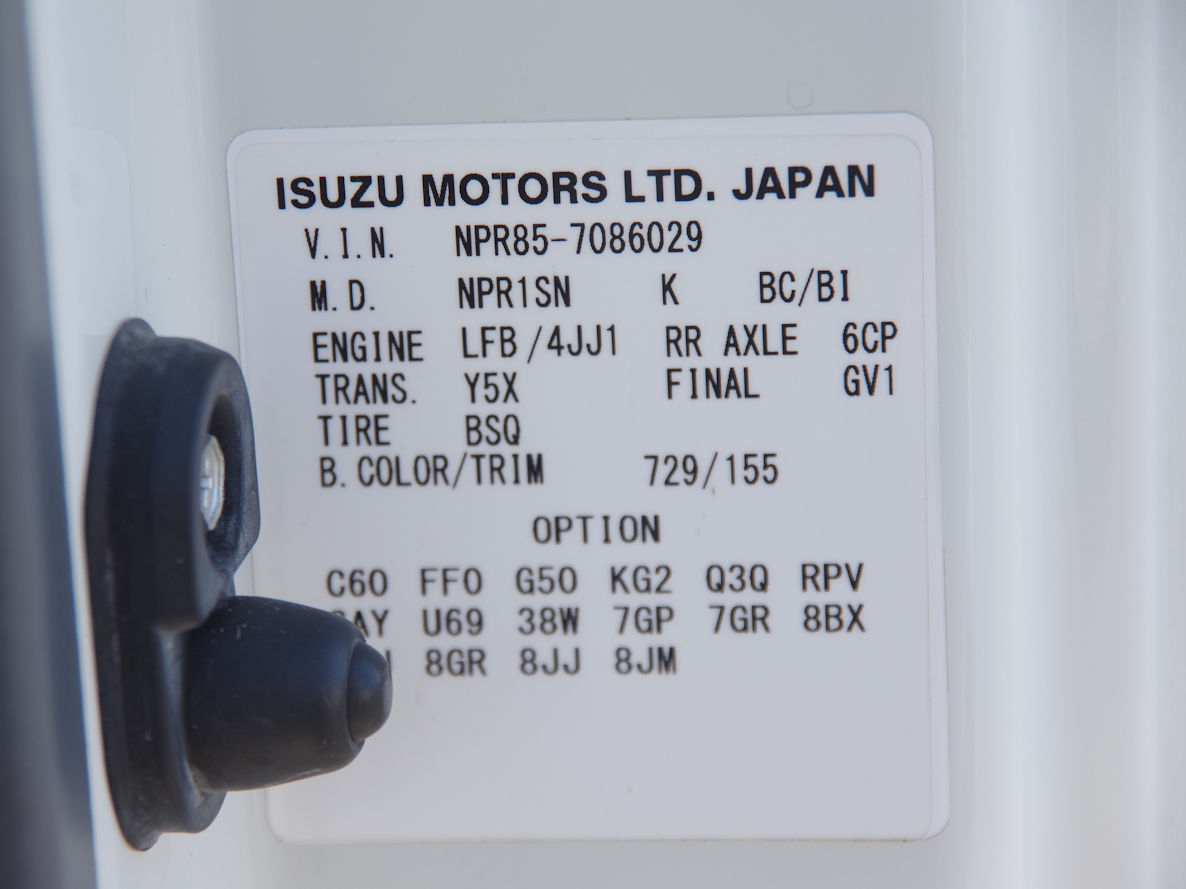 ISUZU MOTORS LTD. JAPAN
V.I.N. NPR85-7086029
M.D. NPR1SN K BC/BI
ENGINE LFB/4JJ1 RR AXLE 6CP
TRANS. Y5X FINAL GV1
TIRE BSQ
B.COLOR/TRIM 729/155
OPTION
C60 FF0 G50 KG2 Q3Q RPV
U69 38W 7GP 7GR 8BX
8GR 8JJ 8JM